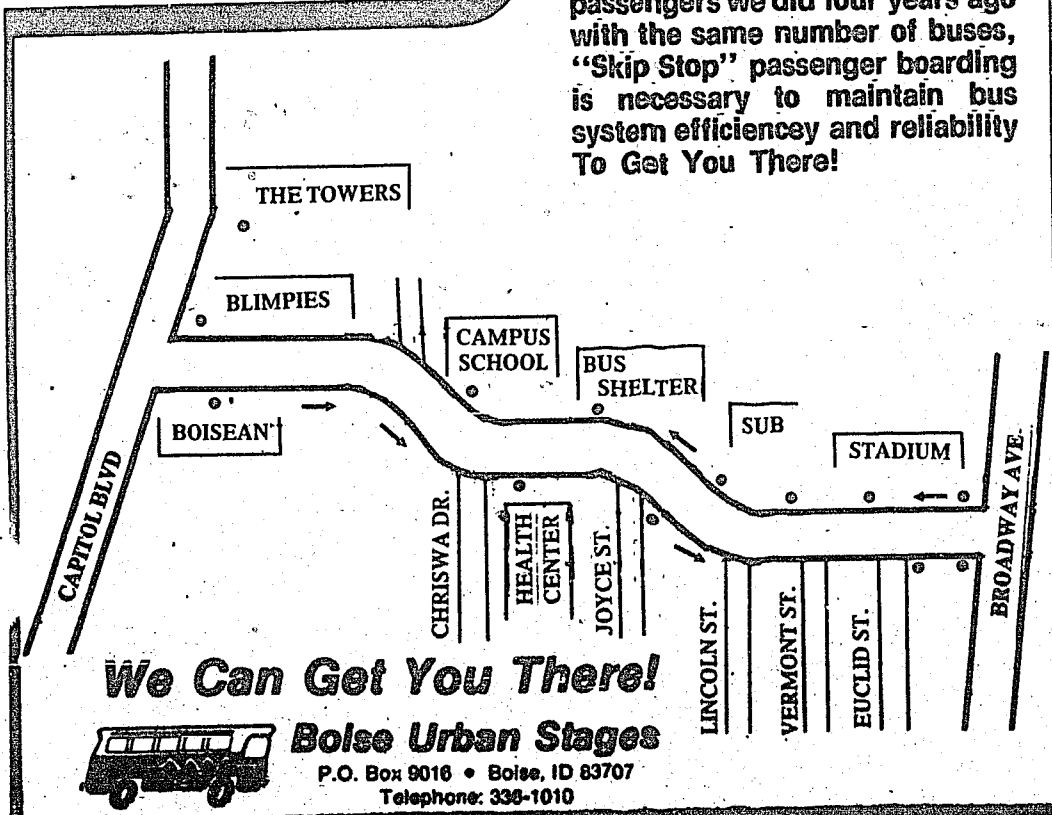 passengers we did four years ago
with the same number of buses,
"Skip Stop" passenger boarding
is necessary to maintain bus
system efficiencey and reliability
To Get You There!
THE TOWERS
BLIMPIES
CAMPUS
SCHOOL
BUS
SHELTER
SUB
STADIUM
BOISEAN
CAPITOL BLVD
CHRISWA DR.
HEALTH
CENTER
JOYCE ST.
LINCOLN ST.
VERMONT ST.
EUCLID ST.
BROADWAY AVE.
We Can Get You There!
Boise Urban Stages
P.O. Box 9016 • Boise, ID 83707
Telephone: 336-1010